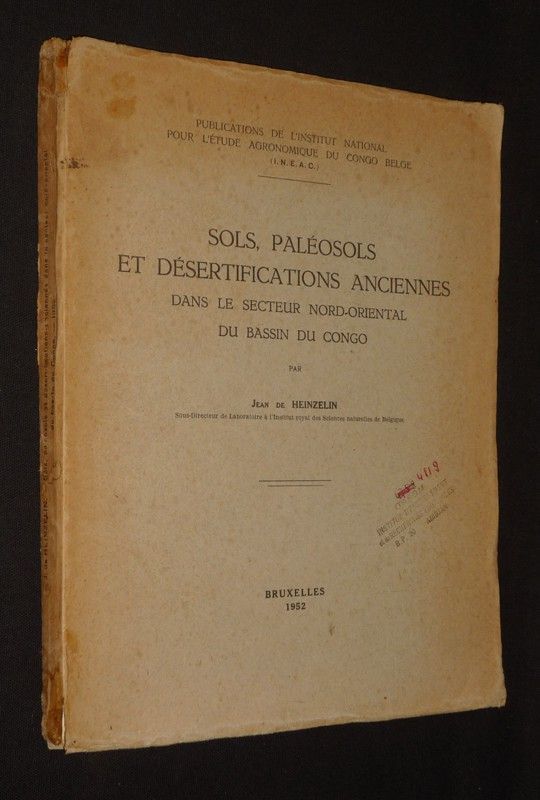 PUBLICATIONS DE L'INSTITUT NATIONAL
POUR L'ÉTUDE AGRONOMIQUE DU CONGO BELGE
(I. N. E. A. C.)
SOLS, PALÉOSOLS
ET DÉSERTIFICATIONS ANCIENNES
DANS LE SECTEUR NORD-ORIENTAL
DU BASSIN DU CONGO
PAR
JEAN DE HEINZELIN
Sous-Directeur de Laboratoire à l'Institut royal des Sciences naturelles de Belgique
B.P.
BRUXELLES
1952